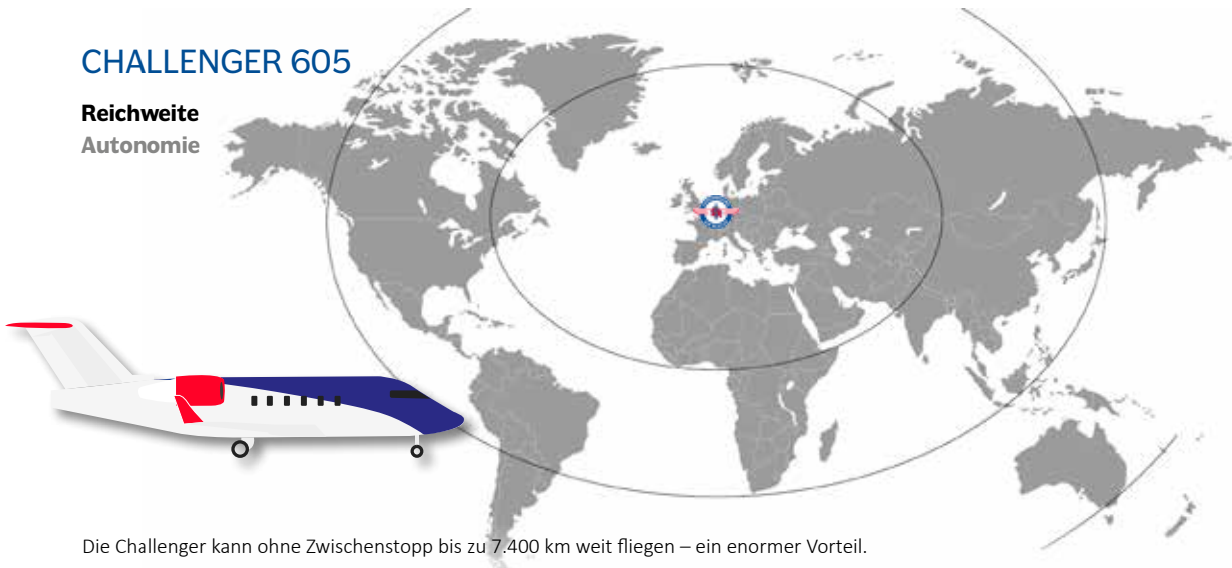 CHALLENGER 605
Reichweite
Autonomie
Die Challenger kann ohne Zwischenstopp bis zu 7.400 km weit fliegen – ein enormer Vorteil.